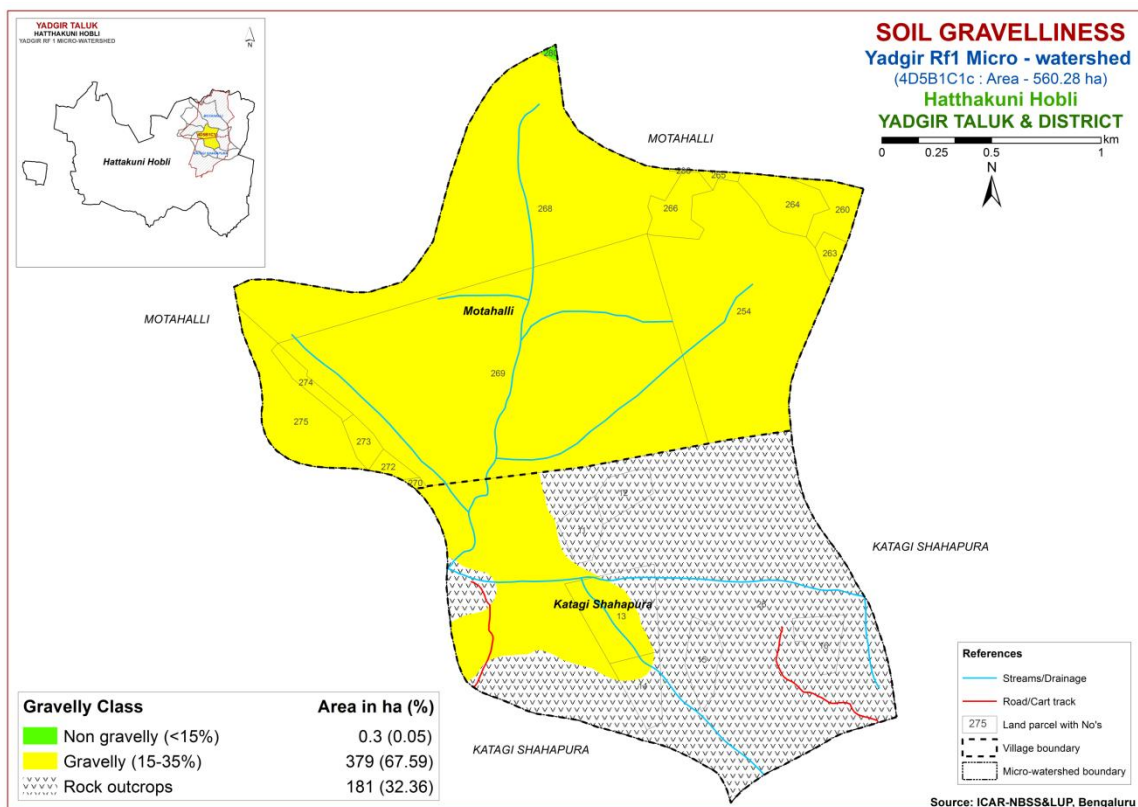 YADGIR TALUK
HATTHAKUNI HOBLI
YADGIR RF 1 MICRO-WATERSHED
N
Hattakuni Hobli
SOIL GRAVELLINESS
Yadgir Rf1 Micro - watershed
(4D5B1C1c : Area - 560.28 ha)
Hatthakuni Hobli
YADGIR TALUK & DISTRICT
km
0 0.25 0.5 1
N
MOTAHALLI
265
268
266
264
260
263
MOTAHALLI
Motahalli
254
269
274
275
273
272
270
12
11
KATAGI SHAHAPURA
Katagi Shahapura
13
14
KATAGI SHAHAPURA
Gravelly Class Area in ha (%)
Non gravelly (<15%) 0.3 (0.05)
Gravelly (15-35%) 379 (67.59)
Rock outcrops 181 (32.36)
References
Streams/Drainage
Road/Cart track
275 Land parcel with No's
Village boundary
Micro-watershed boundary
Source: ICAR-NBSS&LUP, Bengaluru